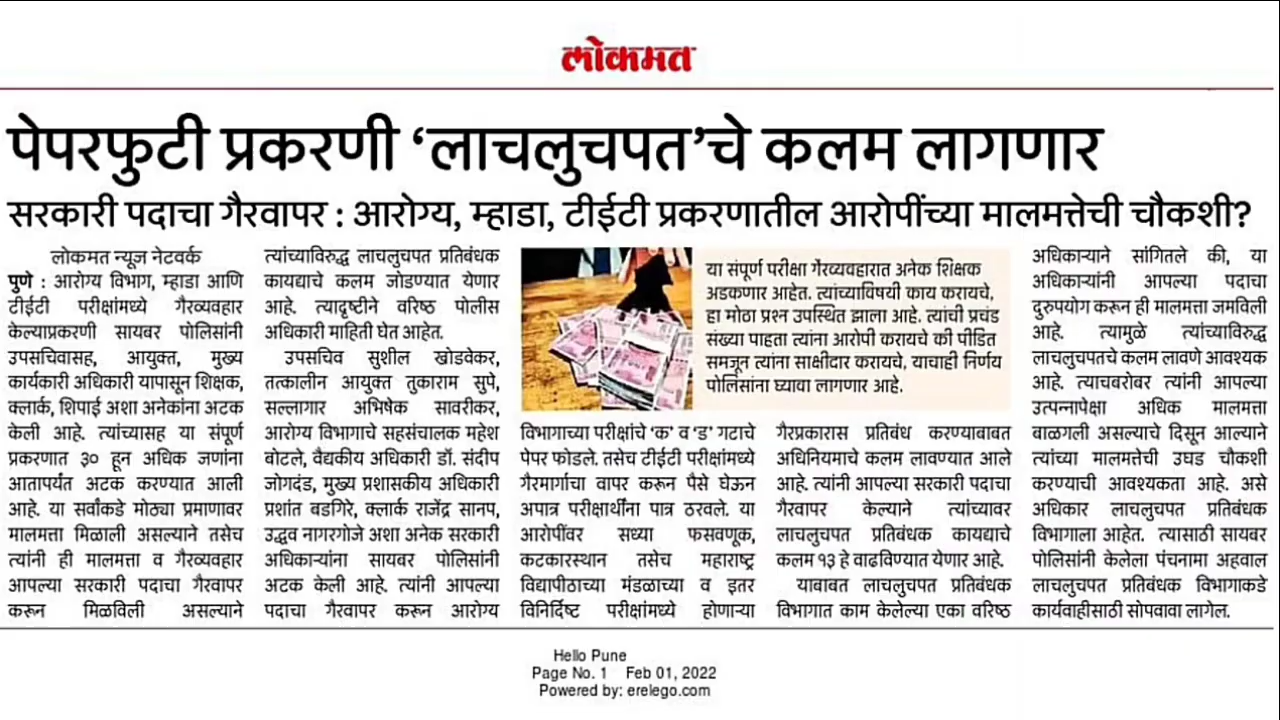 लोकमत
पेपरफुटी प्रकरणी ‘लाचलुचपत’चे कलम लागणार
सरकारी पदाचा गैरवापर : आरोग्य, म्हाडा, टीईटी प्रकरणातील आरोपींच्या मालमत्तेची चौकशी?
लोकमत न्यूज नेटवर्क
पुणे : आरोग्य विभाग, म्हाडा आणि
टीईटी परीक्षांमध्ये गैरव्यवहार
केल्याप्रकरणी सायबर पोलिसांनी
उपसचिवासह, आयुक्त, मुख्य
कार्यकारी अधिकारी यापासून शिक्षक,
क्लार्क, शिपाई अशा अनेकांना अटक
केली आहे. त्यांच्यासह या संपूर्ण
प्रकरणात ३० हून अधिक जणांना
आतापर्यंत अटक करण्यात आली
आहे. या सर्वांकडे मोठ्या प्रमाणावर
मालमत्ता मिळाली असल्याने तसेच
त्यांनी ही मालमत्ता व गैरव्यवहार
आपल्या सरकारी पदाचा गैरवापर
करून मिळविली असल्याने
त्यांच्याविरुद्ध लाचलुचपत प्रतिबंधक
कायद्याचे कलम जोडण्यात येणार
आहे. त्यादृष्टीने वरिष्ठ पोलीस
अधिकारी माहिती घेत आहेत.
उपसचिव सुशील खोडवेकर,
तत्कालीन आयुक्त तुकाराम सुपे,
सल्लागार अभिषेक सावरीकर,
आरोग्य विभागाचे सहसंचालक महेश
बोटले, वैद्यकीय अधिकारी डॉ. संदीप
जोगदंड, मुख्य प्रशासकीय अधिकारी
प्रशांत बडगिरे, क्लार्क राजेंद्र सानप,
उद्धव नागरगोजे अशा अनेक सरकारी
अधिकाऱ्यांना सायबर पोलिसांनी
अटक केली आहे. त्यांनी आपल्या
पदाचा गैरवापर करून आरोग्य
या संपूर्ण परीक्षा गैरव्यवहारात अनेक शिक्षक
अडकणार आहेत. त्यांच्याविषयी काय करायचे,
हा मोठा प्रश्न उपस्थित झाला आहे. त्यांची प्रचंड
संख्या पाहता त्यांना आरोपी करायचे की पीडित
समजून त्यांना साक्षीदार करायचे, याचाही निर्णय
पोलिसांना घ्यावा लागणार आहे.
विभागाच्या परीक्षांचे ‘क’ व ‘ड’ गटाचे
पेपर फोडले. तसेच टीईटी परीक्षांमध्ये
गैरमार्गाचा वापर करून पैसे घेऊन
अपात्र परीक्षार्थींना पात्र ठरवले. या
आरोपींवर सध्या फसवणूक,
कटकारस्थान तसेच महाराष्ट्र
विद्यापीठाच्या मंडळाच्या व इतर
विनिर्दिष्ट परीक्षांमध्ये होणाऱ्या
गैरप्रकारास प्रतिबंध करण्याबाबत
अधिनियमाचे कलम लावण्यात आले
आहे. त्यांनी आपल्या सरकारी पदाचा
गैरवापर केल्याने त्यांच्यावर
लाचलुचपत प्रतिबंधक कायद्याचे
कलम १३ हे वाढविण्यात येणार आहे.
याबाबत लाचलुचपत प्रतिबंधक
विभागात काम केलेल्या एका वरिष्ठ
अधिकाऱ्याने सांगितले की, या
अधिकाऱ्यांनी आपल्या पदाचा
दुरुपयोग करून ही मालमत्ता जमविली
आहे. त्यामुळे त्यांच्याविरुद्ध
लाचलुचपतचे कलम लावणे आवश्यक
आहे. त्याचबरोबर त्यांनी आपल्या
उत्पन्नापेक्षा अधिक मालमत्ता
बाळगली असल्याचे दिसून आल्याने
त्यांच्या मालमत्तेची उघड चौकशी
करण्याची आवश्यकता आहे. असे
अधिकार लाचलुचपत प्रतिबंधक
विभागाला आहेत. त्यासाठी सायबर
पोलिसांनी केलेला पंचनामा अहवाल
लाचलुचपत प्रतिबंधक विभागाकडे
कार्यवाहीसाठी सोपवावा लागेल.
Hello Pune
Page No. 1 Feb 01, 2022
Powered by: erelego.com